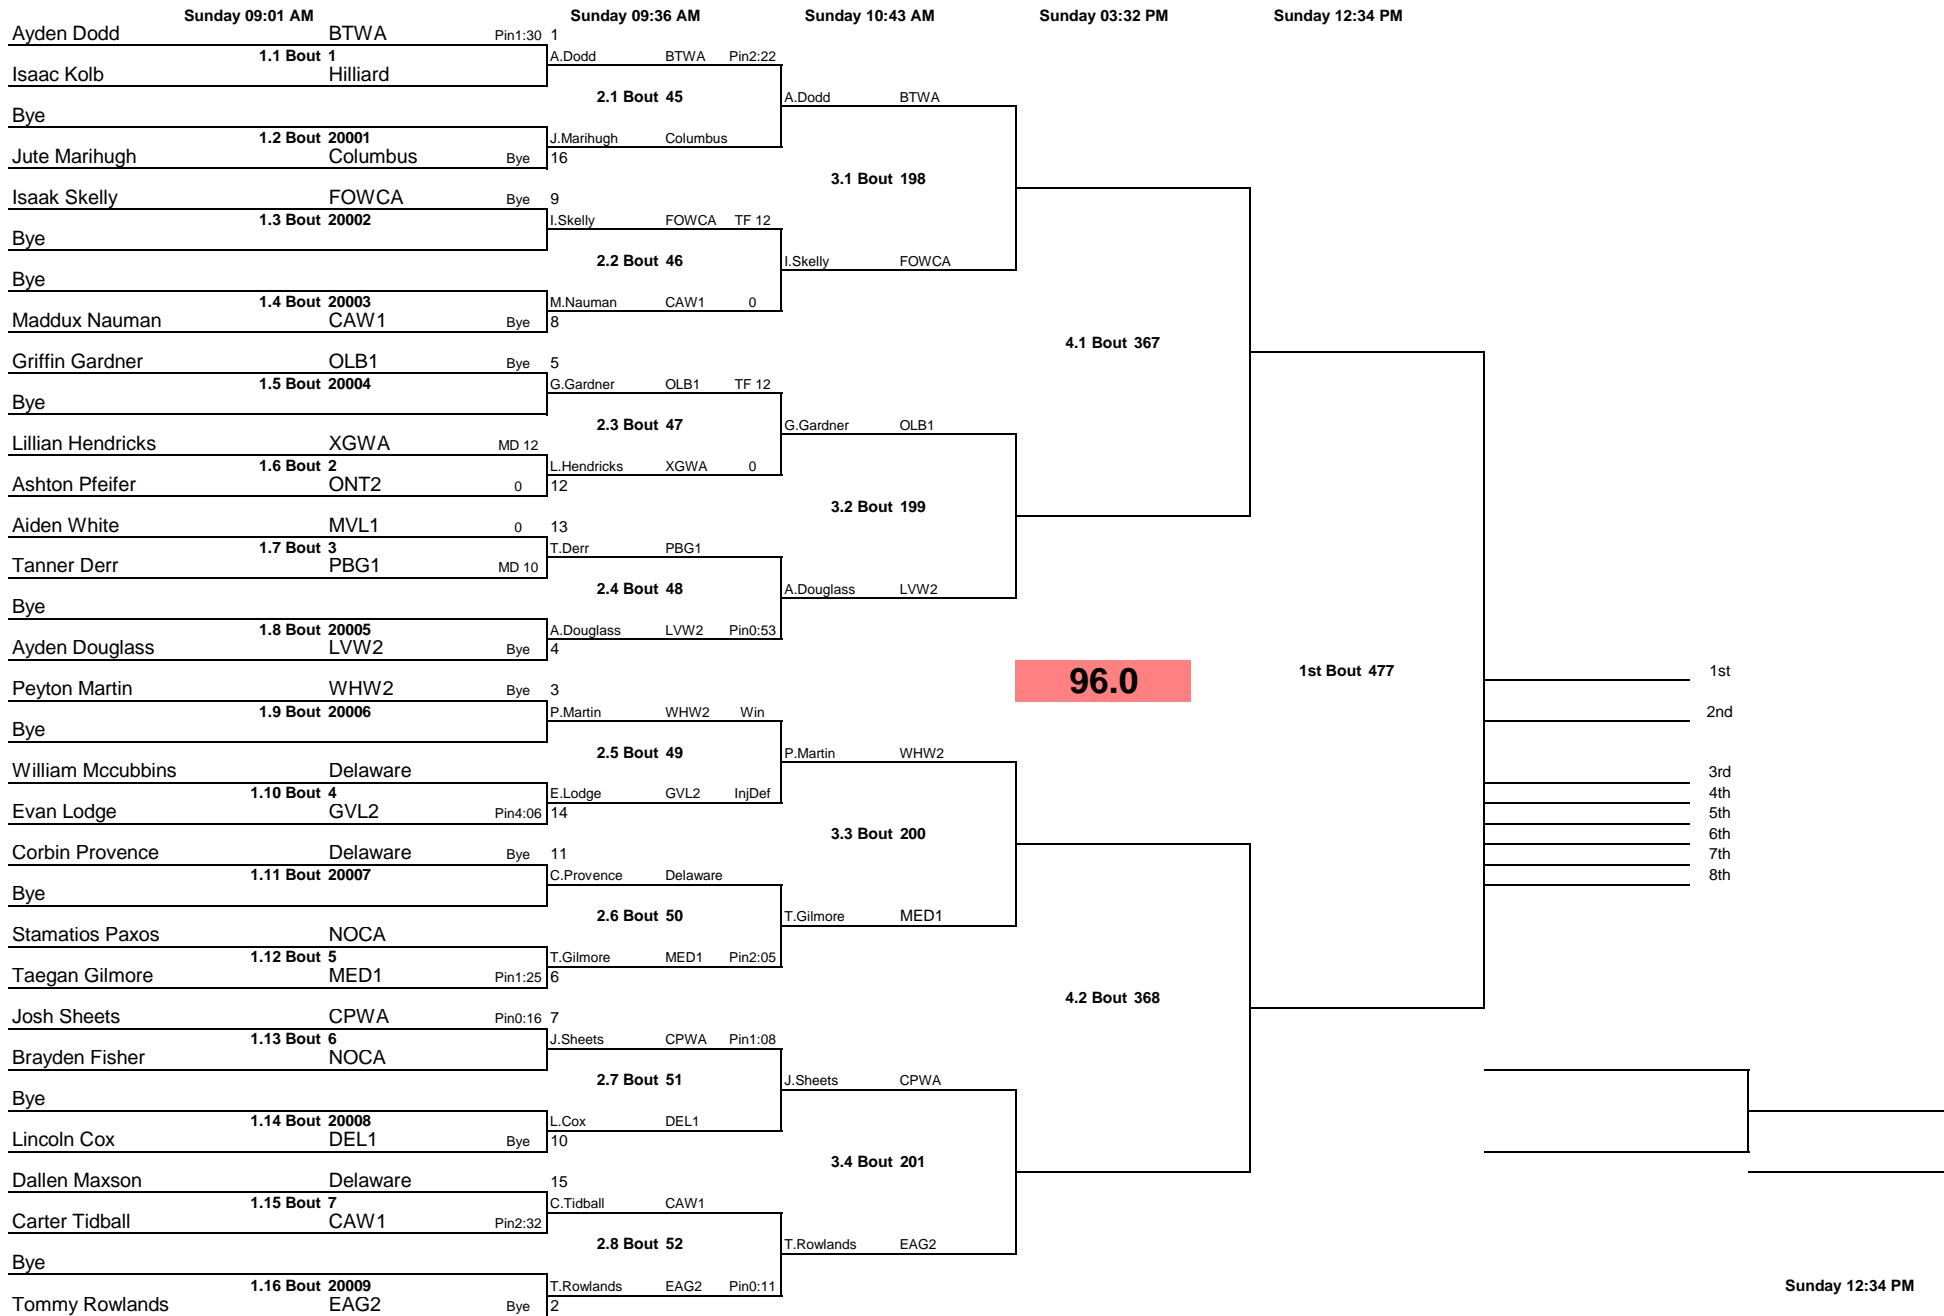 Sunday 09:01 AM Sunday 09:36 AM Sunday 10:43 AM Sunday 03:32 PM Sunday 12:34 PM
Ayden Dodd BTWA Pin1:30 1
1.1 Bout 1 A.Dodd BTWA Pin2:22
Isaac Kolb Hilliard
2.1 Bout 45 A.Dodd BTWA
Bye
1.2 Bout 20001 J.Marihugh Columbus
Jute Marihugh Columbus Bye 16
3.1 Bout 198
Isaak Skelly FOWCA Bye 9
1.3 Bout 20002 I.Skelly FOWCA TF 12
Bye
2.2 Bout 46 I.Skelly FOWCA
Bye
1.4 Bout 20003 M.Nauman CAW1 0
Maddux Nauman CAW1 Bye 8
4.1 Bout 367
Griffin Gardner OLB1 Bye 5
1.5 Bout 20004 G.Gardner OLB1 TF 12
Bye
2.3 Bout 47 G.Gardner OLB1
Lillian Hendricks XGWA MD 12
1.6 Bout 2 L.Hendricks XGWA 0
Ashton Pfeifer ONT2 0 12
3.2 Bout 199
Aiden White MVL1 0 13
1.7 Bout 3 T.Derr PBG1
Tanner Derr PBG1 MD 10
2.4 Bout 48 A.Douglass LVW2
Bye
1.8 Bout 20005 A.Douglass LVW2 Pin0:53
Ayden Douglass LVW2 Bye 4
96.0 1st Bout 477 1st
Peyton Martin WHW2 Bye 3
1.9 Bout 20006 P.Martin WHW2 Win 2nd
Bye
2.5 Bout 49 P.Martin WHW2
William Mccubbins Delaware 3rd
1.10 Bout 4 E.Lodge GVL2 InjDef 4th
Evan Lodge GVL2 Pin4:06 14 5th
3.3 Bout 200 6th
Corbin Provence Delaware Bye 11 7th
1.11 Bout 20007 C.Provence Delaware 8th
Bye
2.6 Bout 50 T.Gilmore MED1
Stamatios Paxos NOCA
1.12 Bout 5 T.Gilmore MED1 Pin2:05
Taegan Gilmore MED1 Pin1:25 6
4.2 Bout 368
Josh Sheets CPWA Pin0:16 7
1.13 Bout 6 J.Sheets CPWA Pin1:08
Brayden Fisher NOCA
2.7 Bout 51 J.Sheets CPWA
Bye
1.14 Bout 20008 L.Cox DEL1
Lincoln Cox DEL1 Bye 10
3.4 Bout 201
Dallen Maxson Delaware 15
1.15 Bout 7 C.Tidball CAW1
Carter Tidball CAW1 Pin2:32
2.8 Bout 52 T.Rowlands EAG2
Bye
1.16 Bout 20009 T.Rowlands EAG2 Pin0:11 Sunday 12:34 PM
Tommy Rowlands EAG2 Bye 2